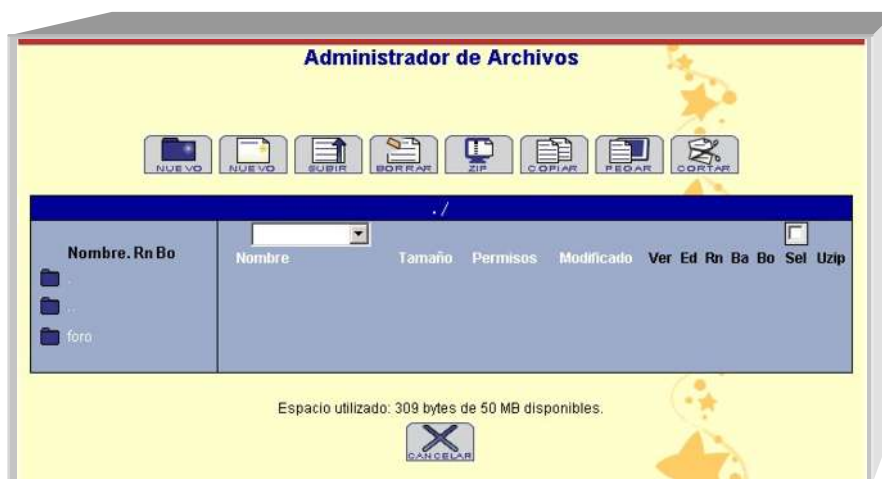 Administrador de Archivos
NUEVO NUEVO SUBIR BORRAR ZIP COPIAR PEGAR CORTAR
./
Nombre. Rn Bo
Nombre Tamaño Permisos Modificado Ver Ed Rn Ba Bo Sel Uzip
.
..
foro
Espacio utilizado: 309 bytes de 50 MB disponibles.
CANCELAR